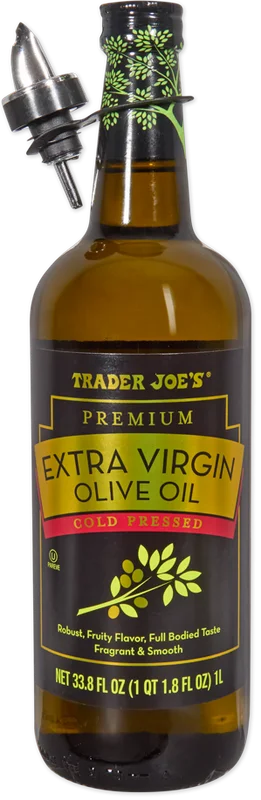 TRADER JOE'S®
PREMIUM
EXTRA VIRGIN
OLIVE OIL
COLD PRESSED
U
PAREVE
Robust, Fruity Flavor, Full Bodied Taste
Fragrant & Smooth
NET 33.8 FL OZ (1 QT 1.8 FL OZ) 1L